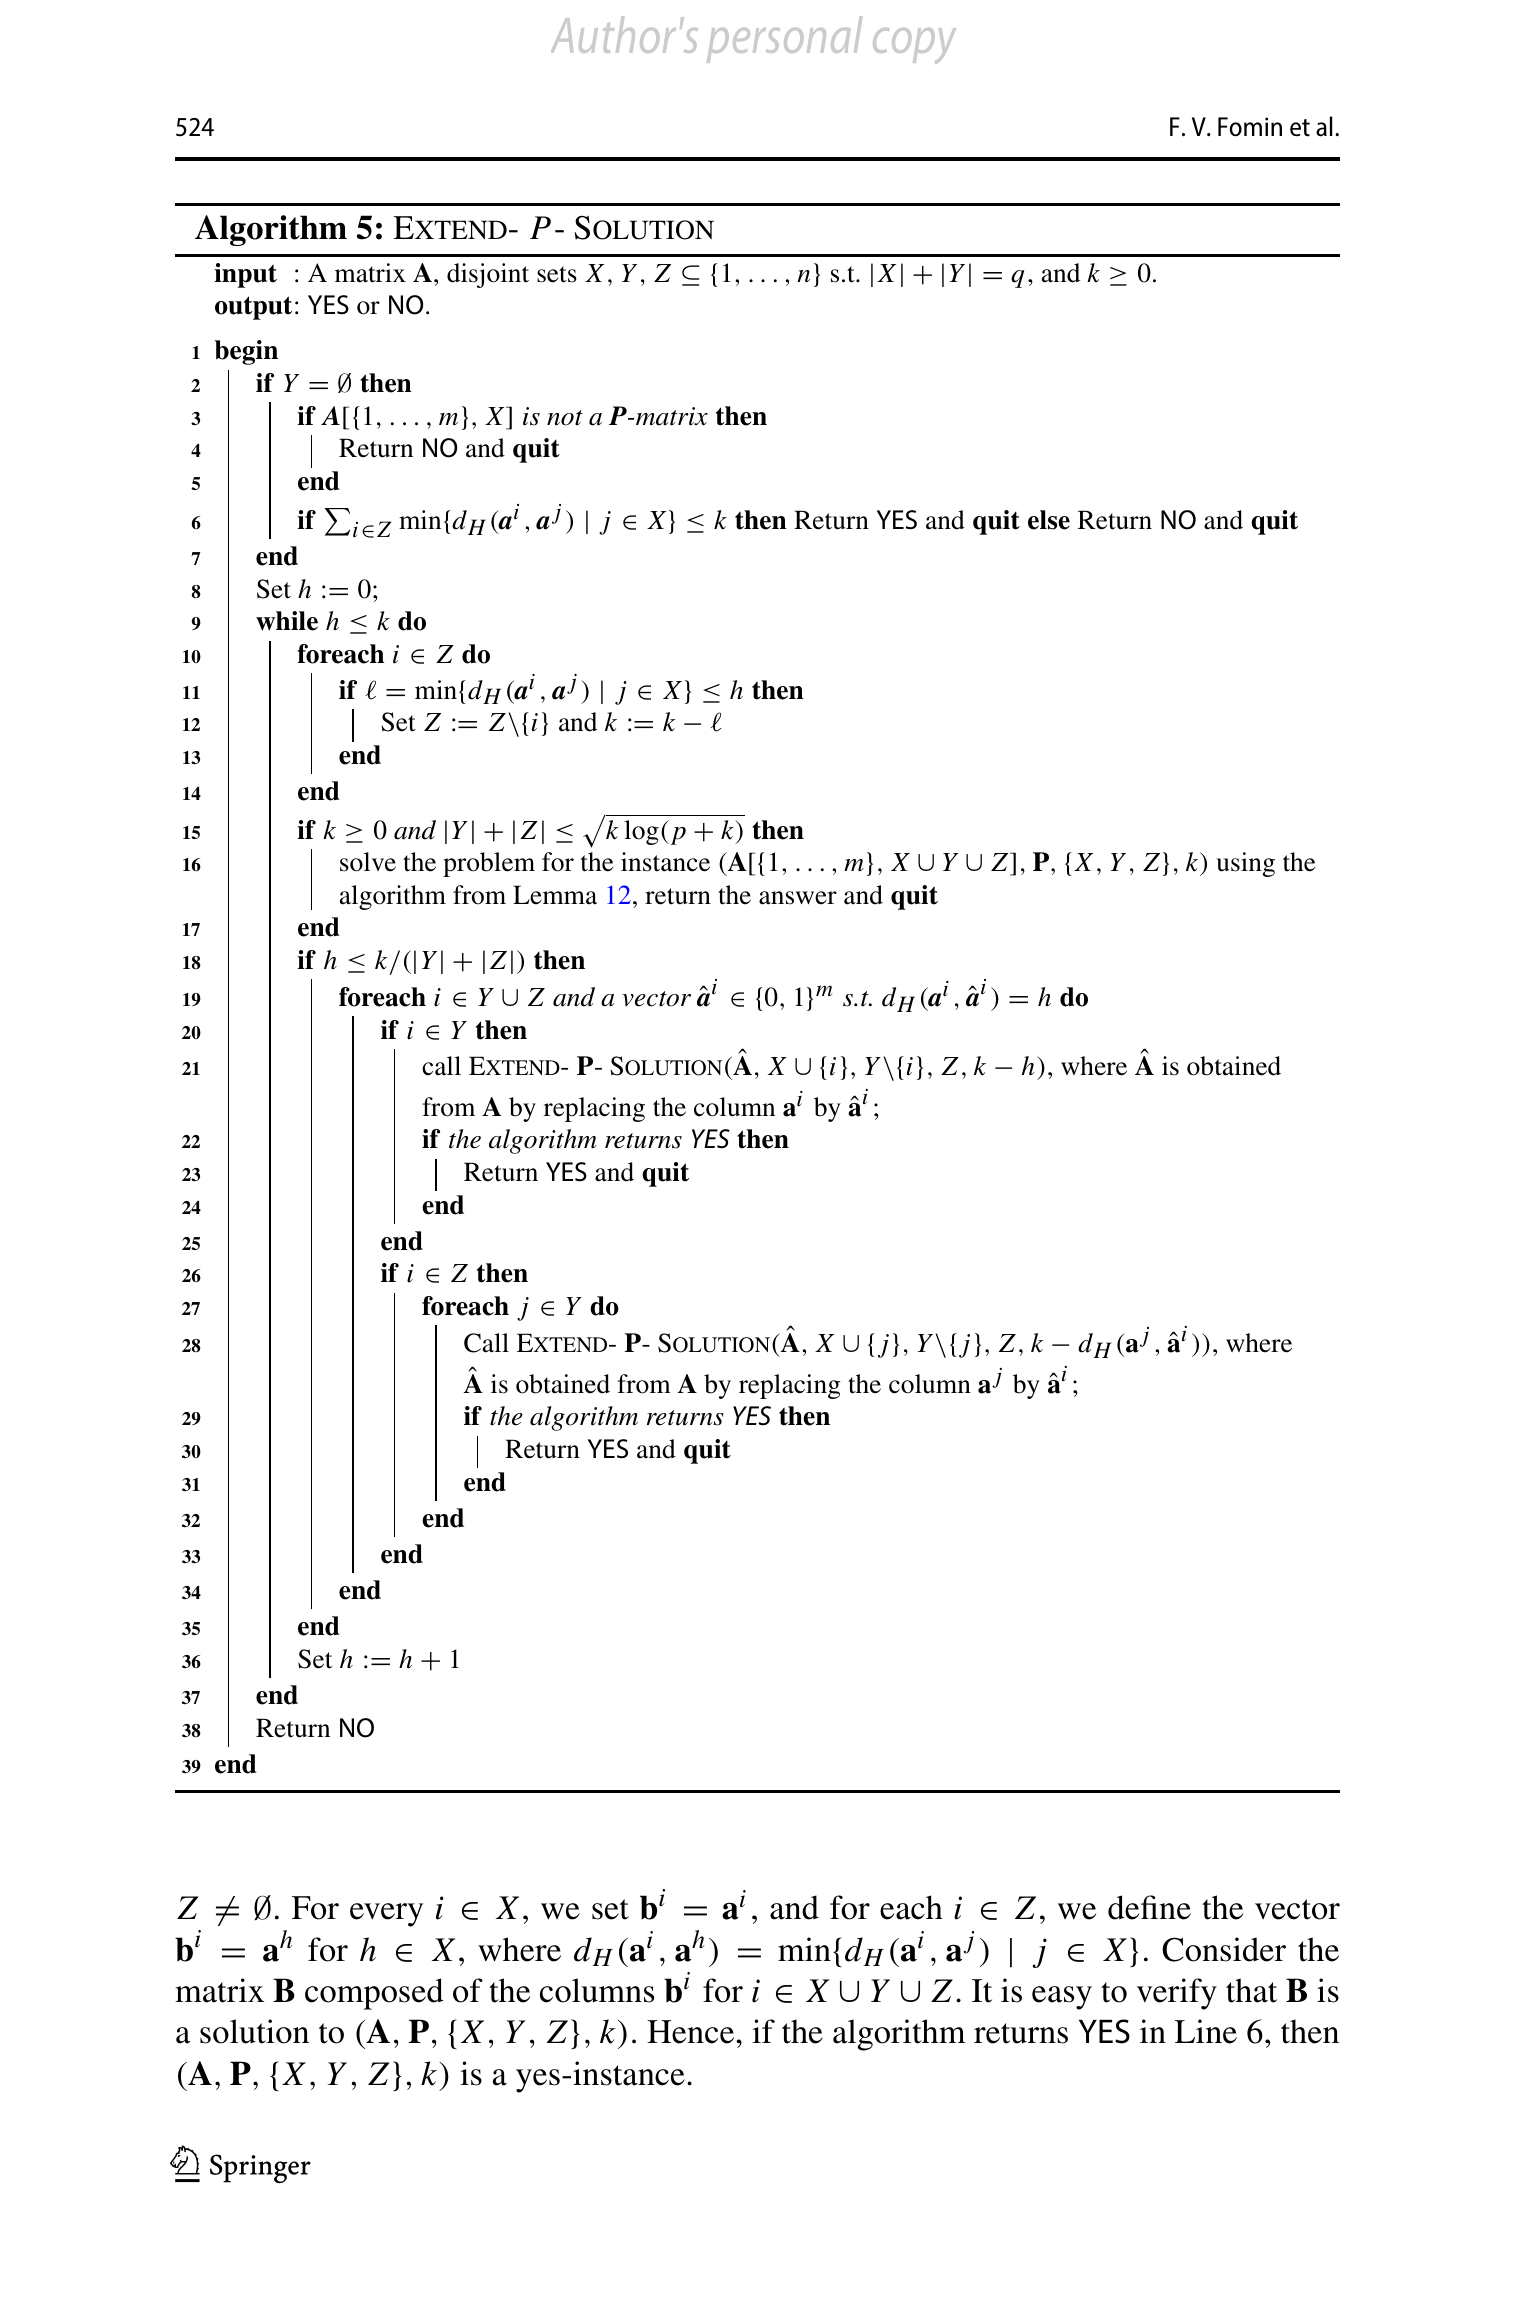 Author's personal copy
524 F. V. Fomin et al.
Algorithm 5: EXTEND- P- SOLUTION
input : A matrix A, disjoint sets X, Y, Z ⊆ {1, . . . , n} s.t. |X| + |Y| = q, and k ≥ 0.
output: YES or NO.
1 begin
2 if Y = ∅ then
3 if A[{1, . . . , m}, X] is not a P-matrix then
4 Return NO and quit
5 end
6 if ∑i∈Z min{dH(aⁱ, aʲ) | j ∈ X} ≤ k then Return YES and quit else Return NO and quit
7 end
8 Set h := 0;
9 while h ≤ k do
10 foreach i ∈ Z do
11 if ℓ = min{dH(aⁱ, aʲ) | j ∈ X} ≤ h then
12 Set Z := Z\{i} and k := k − ℓ
13 end
14 end
15 if k ≥ 0 and |Y| + |Z| ≤ √(k log(p + k)) then
16 solve the problem for the instance (A[{1, . . . , m}, X ∪ Y ∪ Z], P, {X, Y, Z}, k) using the
algorithm from Lemma 12, return the answer and quit
17 end
18 if h ≤ k/(|Y| + |Z|) then
19 foreach i ∈ Y ∪ Z and a vector âⁱ ∈ {0, 1}ᵐ s.t. dH(aⁱ, âⁱ) = h do
20 if i ∈ Y then
21 call EXTEND- P- SOLUTION(Â, X ∪ {i}, Y\{i}, Z, k − h), where Â is obtained
from A by replacing the column aⁱ by âⁱ;
22 if the algorithm returns YES then
23 Return YES and quit
24 end
25 end
26 if i ∈ Z then
27 foreach j ∈ Y do
28 Call EXTEND- P- SOLUTION(Â, X ∪ {j}, Y\{j}, Z, k − dH(aʲ, âⁱ)), where
Â is obtained from A by replacing the column aʲ by âⁱ;
29 if the algorithm returns YES then
30 Return YES and quit
31 end
32 end
33 end
34 end
35 end
36 Set h := h + 1
37 end
38 Return NO
39 end
Z ≠ ∅. For every i ∈ X, we set bⁱ = aⁱ, and for each i ∈ Z, we define the vector
bⁱ = aʰ for h ∈ X, where dH(aⁱ, aʰ) = min{dH(aⁱ, aʲ) | j ∈ X}. Consider the
matrix B composed of the columns bⁱ for i ∈ X ∪ Y ∪ Z. It is easy to verify that B is
a solution to (A, P, {X, Y, Z}, k). Hence, if the algorithm returns YES in Line 6, then
(A, P, {X, Y, Z}, k) is a yes-instance.
Springer